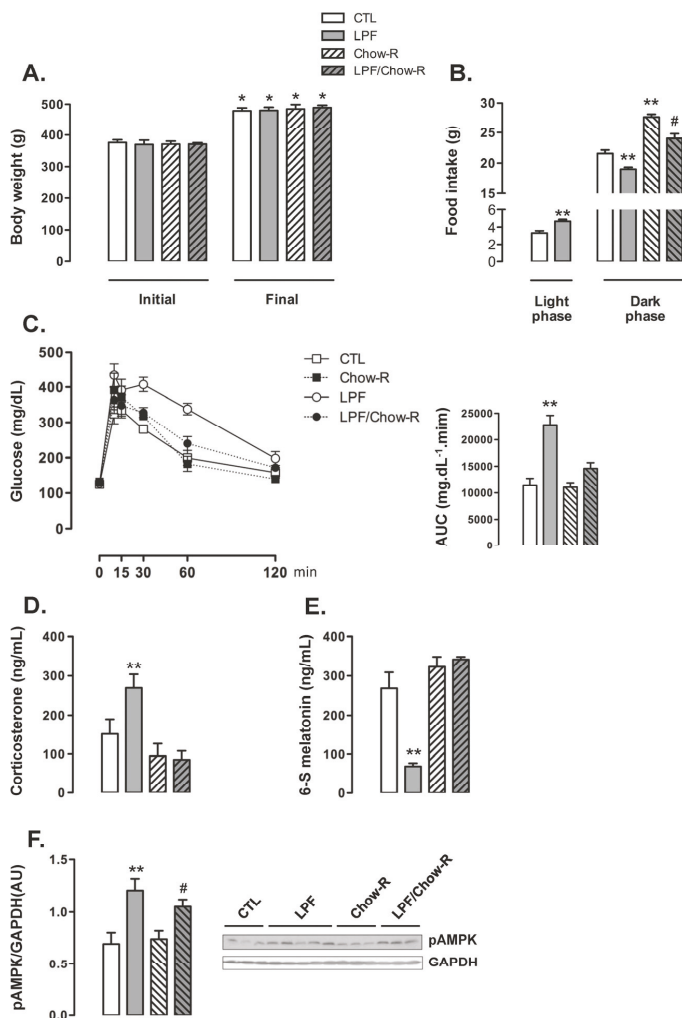 CTL
LPF
Chow-R
LPF/Chow-R
A.
Body weight (g)
500
400
300
200
100
0
* * * *
Initial Final
B.
Food intake (g)
30
25
20
15
6
4
2
0
**
**
**
#
Light phase
Dark phase
C.
Glucose (mg/dL)
500
400
300
200
100
0
0 15 30 60 120 min
CTL
Chow-R
LPF
LPF/Chow-R
AUC (mg.dL⁻¹.mim)
25000
20000
15000
10000
5000
0
**
D.
Corticosterone (ng/mL)
400
300
200
100
0
**
E.
6-S melatonin (ng/mL)
400
300
200
100
0
**
F.
pAMPK/GAPDH(AU)
1.5
1.0
0.5
0.0
**
#
CTL LPF Chow-R LPF/Chow-R
pAMPK
GAPDH